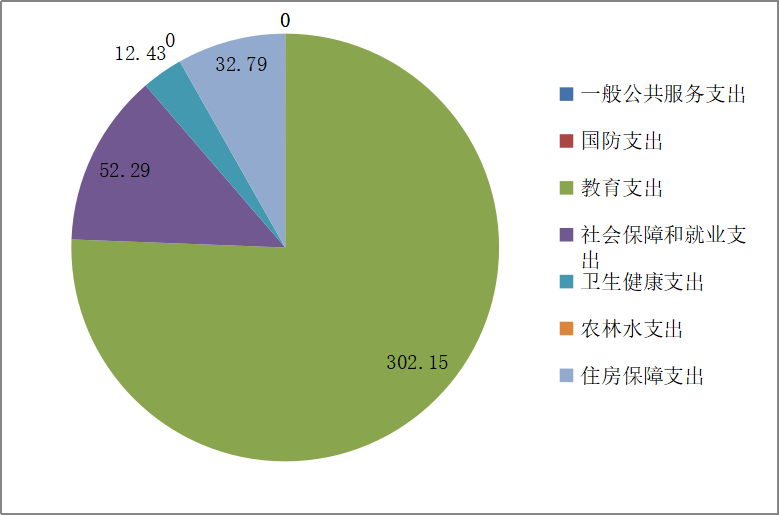 0
0
12.43
32.79
52.29
302.15
一般公共服务支出
国防支出
教育支出
社会保障和就业支
出
卫生健康支出
农林水支出
住房保障支出